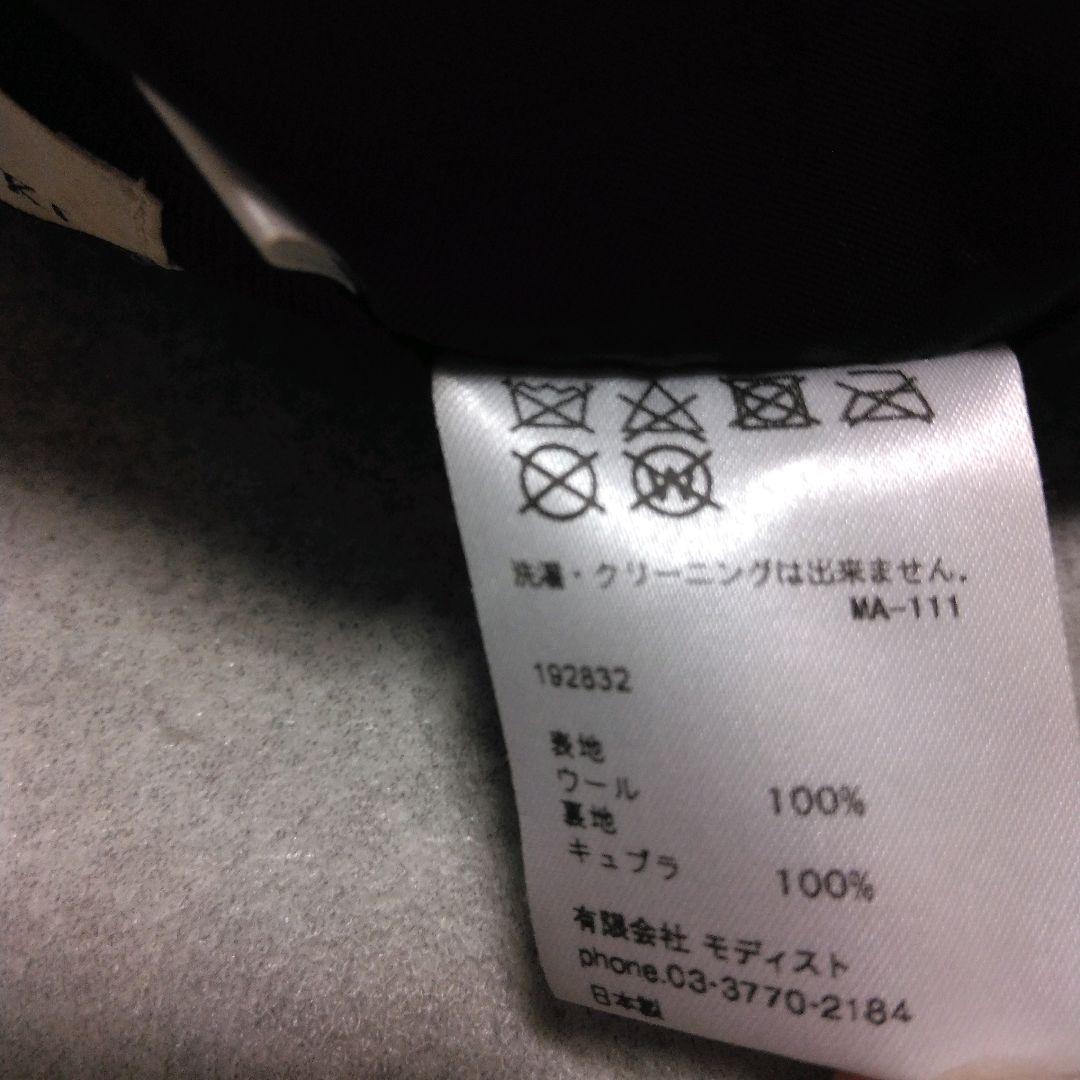 洗濯・クリーニングは出来ません.
MA-111
192832
表地
ウール 100%
裏地
キュプラ 100%
有限会社 モディスト
phone.03-3770-2184
日本製